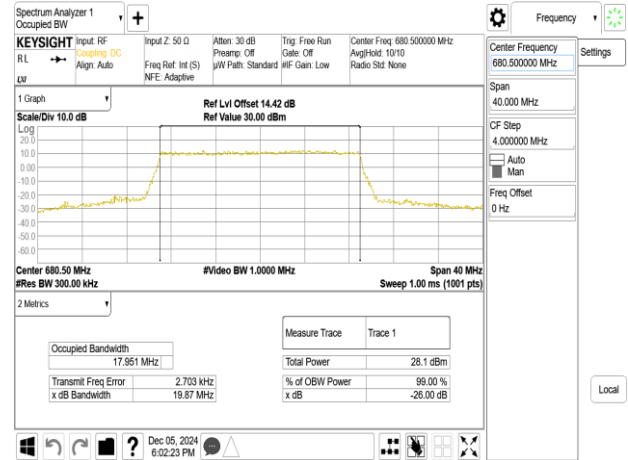 Spectrum Analyzer 1
Occupied BW
Frequency
KEYSIGHT
Input: RF
Coupling: DC
Align: Auto
RL
LXI
Input Z: 50 Ω
Freq Ref: Int (S)
NFE: Adaptive
Atten: 30 dB
Preamp: Off
µW Path: Standard
Trig: Free Run
Gate: Off
#IF Gain: Low
Center Freq: 680.500000 MHz
Avg|Hold: 10/10
Radio Std: None
Center Frequency
680.500000 MHz
Settings
Span
40.000 MHz
CF Step
4.000000 MHz
Auto
Man
Freq Offset
0 Hz
Local
1 Graph
Scale/Div 10.0 dB
Ref Lvl Offset 14.42 dB
Ref Value 30.00 dBm
Log
20.0
10.0
0.00
-10.0
-20.0
-30.0
-40.0
-50.0
-60.0
Center 680.50 MHz
#Video BW 1.0000 MHz
Span 40 MHz
#Res BW 300.00 kHz
Sweep 1.00 ms (1001 pts)
2 Metrics
Measure Trace Trace 1
Occupied Bandwidth
17.951 MHz
Total Power 28.1 dBm
Transmit Freq Error 2.703 kHz
% of OBW Power 99.00 %
x dB Bandwidth 19.87 MHz
x dB -26.00 dB
?
Dec 05, 2024
6:02:23 PM